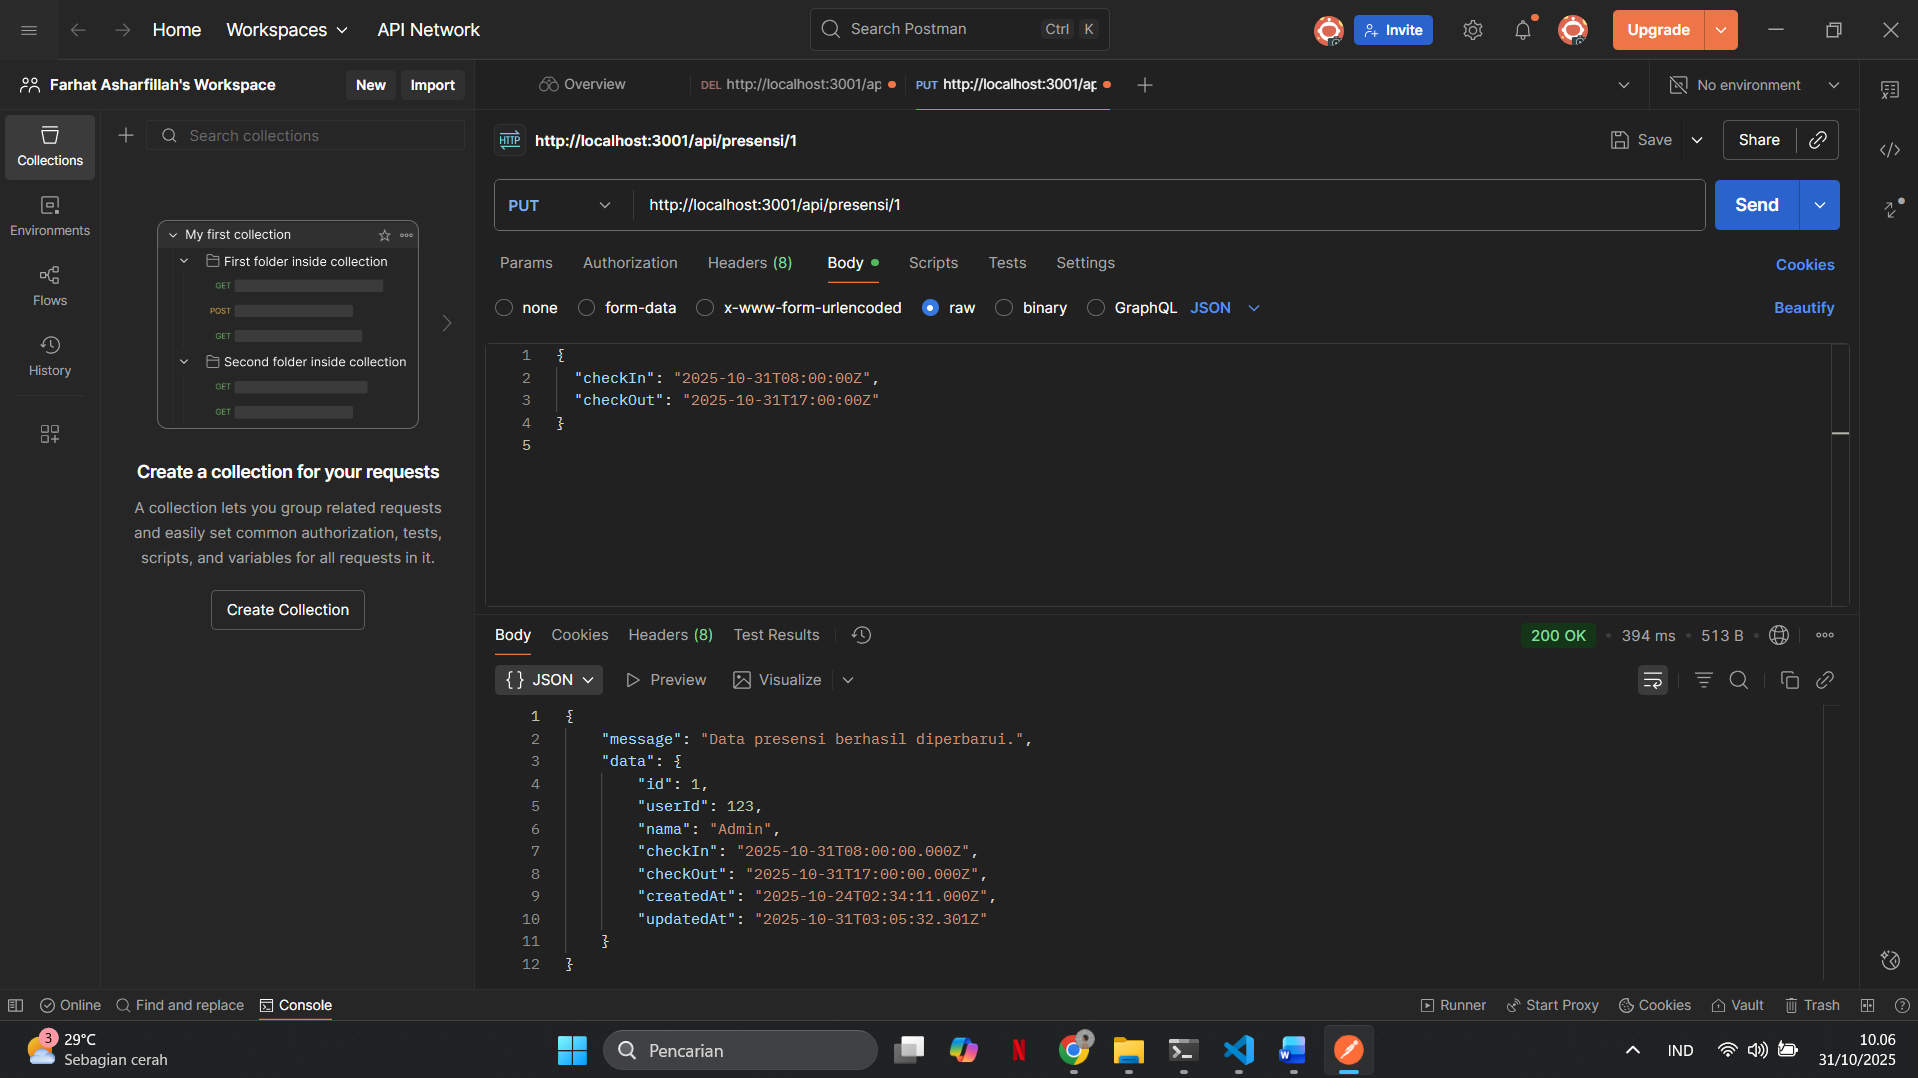 Home Workspaces API Network Search Postman Ctrl K Invite Upgrade
Farhat Asharfillah's Workspace New Import Overview DEL http://localhost:3001/ap PUT http://localhost:3001/ap No environment
Collections
Search collections
http://localhost:3001/api/presensi/1 Save Share
Environments
Flows
History
My first collection
First folder inside collection
GET
POST
GET
Second folder inside collection
GET
GET
Create a collection for your requests
A collection lets you group related requests
and easily set common authorization, tests,
scripts, and variables for all requests in it.
Create Collection
PUT http://localhost:3001/api/presensi/1 Send
Params Authorization Headers (8) Body Scripts Tests Settings Cookies
none form-data x-www-form-urlencoded raw binary GraphQL JSON Beautify
1 {
2 "checkIn": "2025-10-31T08:00:00Z",
3 "checkOut": "2025-10-31T17:00:00Z"
4 }
5
Body Cookies Headers (8) Test Results 200 OK 394 ms 513 B
{} JSON Preview Visualize
1 {
2 "message": "Data presensi berhasil diperbarui.",
3 "data": {
4 "id": 1,
5 "userId": 123,
6 "nama": "Admin",
7 "checkIn": "2025-10-31T08:00:00.000Z",
8 "checkOut": "2025-10-31T17:00:00.000Z",
9 "createdAt": "2025-10-24T02:34:11.000Z",
10 "updatedAt": "2025-10-31T03:05:32.301Z"
11 }
12 }
Online Find and replace Console Runner Start Proxy Cookies Vault Trash
3 29°C
Sebagian cerah
Pencarian
IND
10.06
31/10/2025